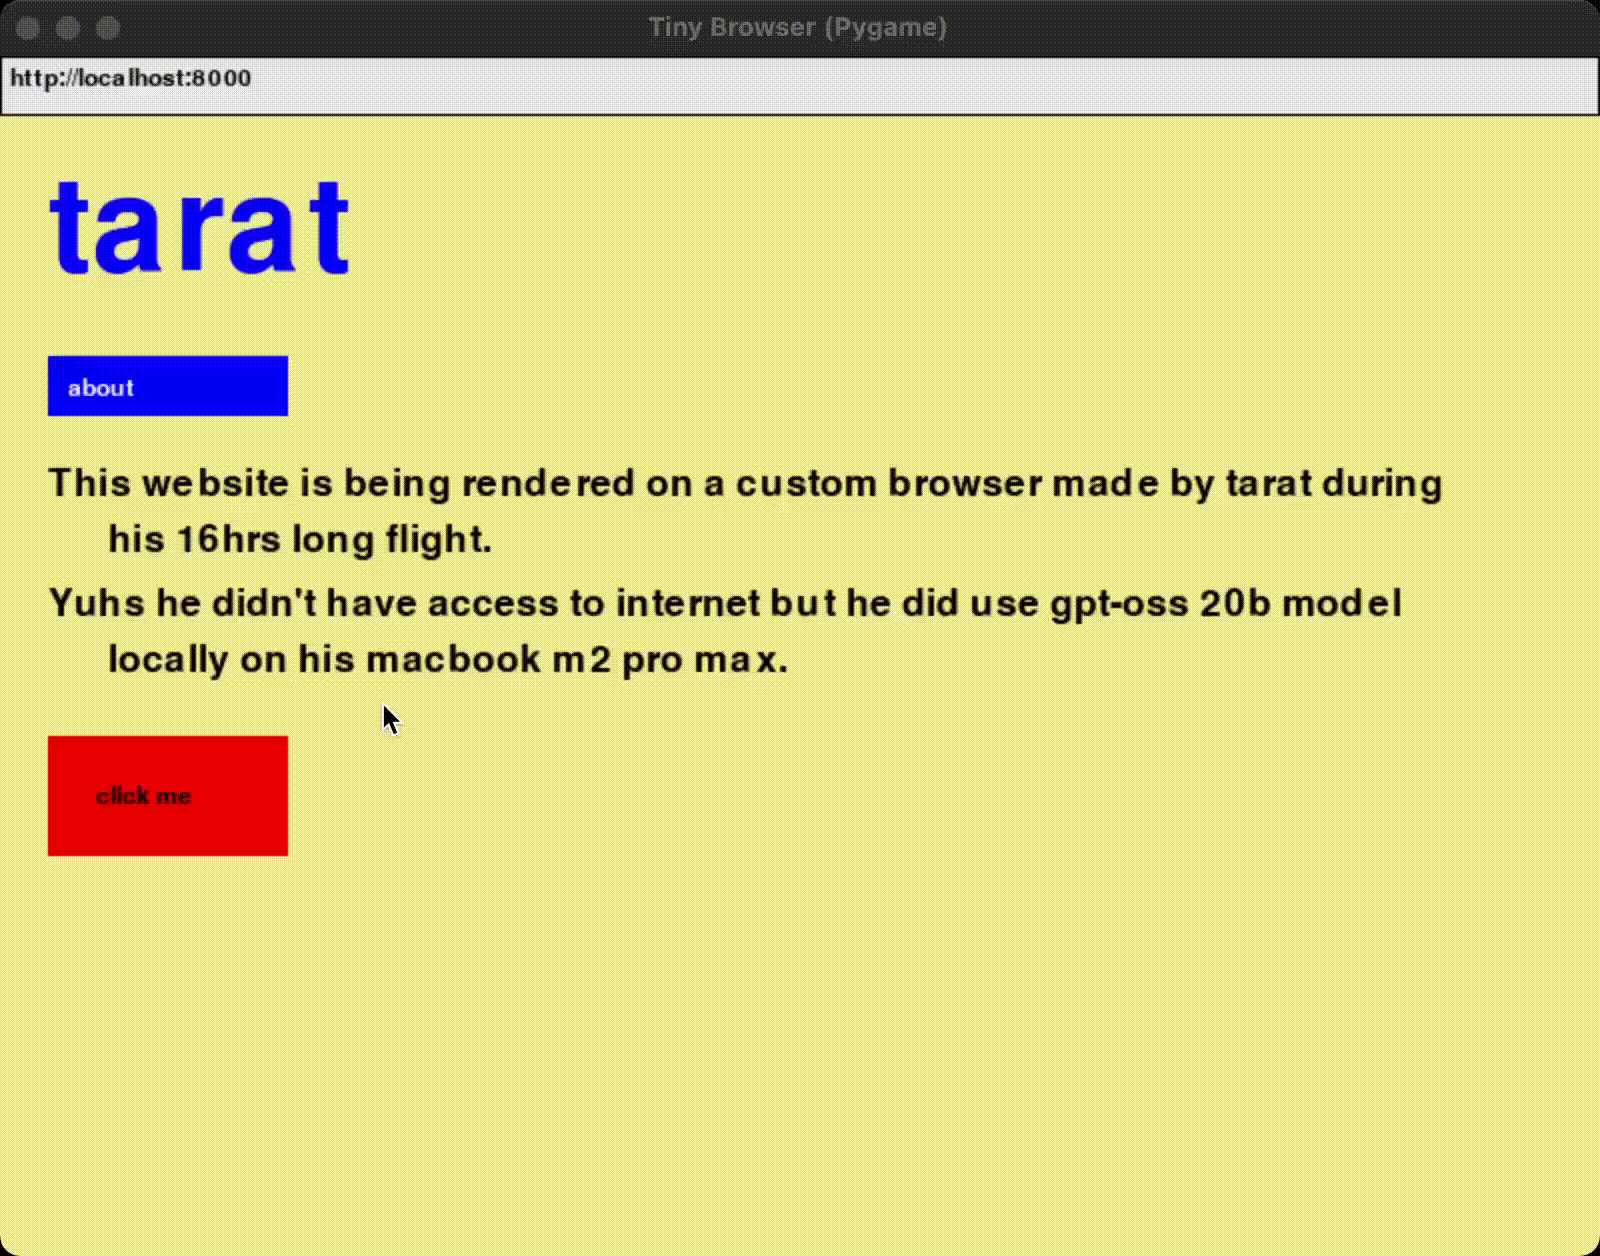 Tiny Browser (Pygame)
http://localhost:8000
tarat
about
This website is being rendered on a custom browser made by tarat during
his 16hrs long flight.
Yuhs he didn't have access to internet but he did use gpt-oss 20b model
locally on his macbook m2 pro max.
click me